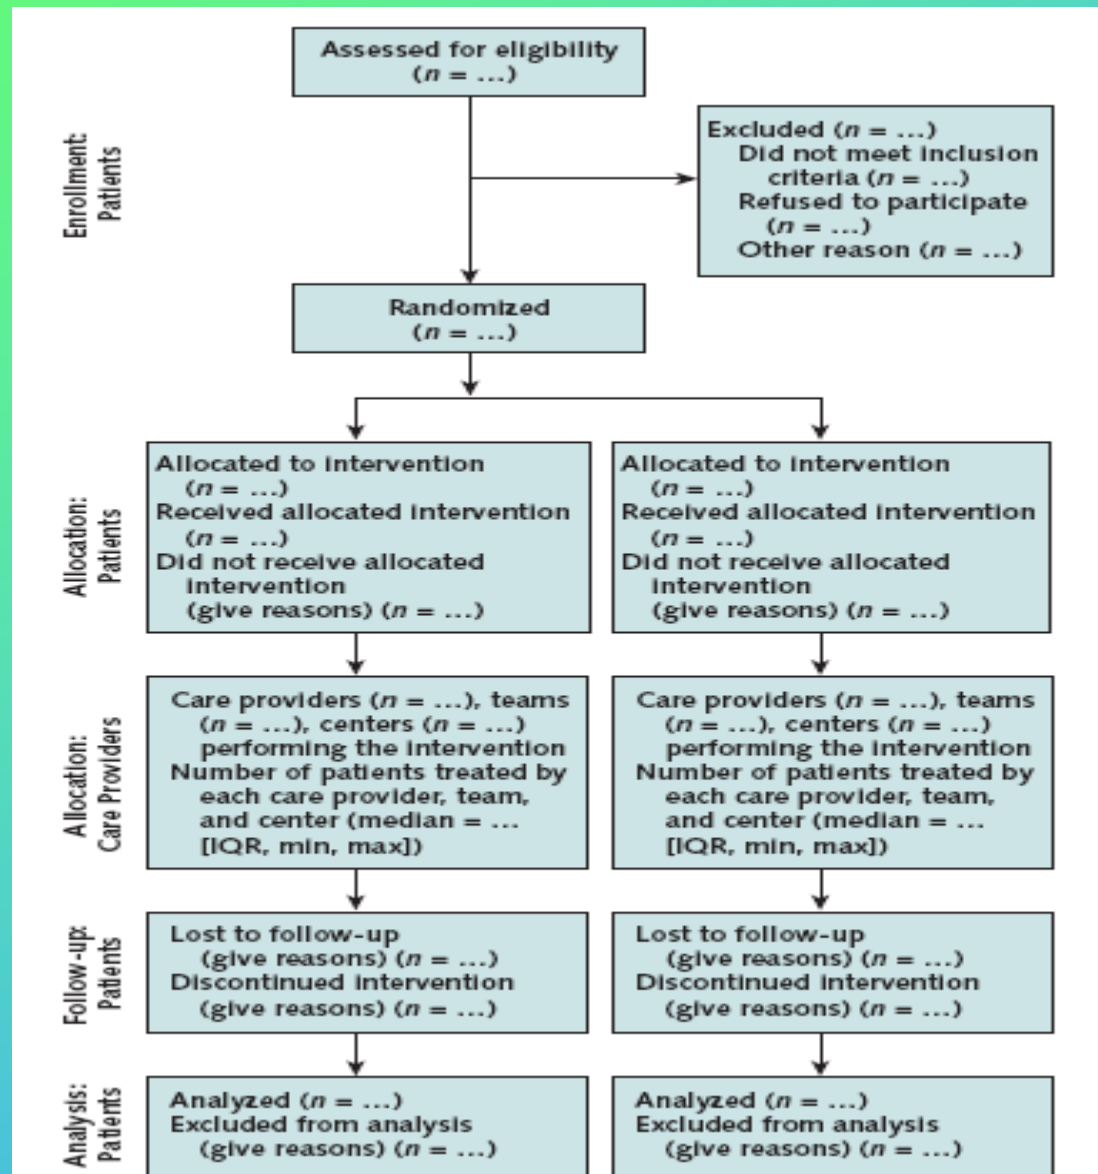 Assessed for eligibility
(n = ...)
Enrollment:
Patients
Excluded (n = ...)
Did not meet inclusion
criteria (n = ...)
Refused to participate
(n = ...)
Other reason (n = ...)
Randomized
(n = ...)
Allocation:
Patients
Allocated to intervention
(n = ...)
Received allocated intervention
(n = ...)
Did not receive allocated
intervention
(give reasons) (n = ...)
Allocated to intervention
(n = ...)
Received allocated intervention
(n = ...)
Did not receive allocated
intervention
(give reasons) (n = ...)
Allocation:
Care Providers
Care providers (n = ...), teams
(n = ...), centers (n = ...)
performing the intervention
Number of patients treated by
each care provider, team,
and center (median = ...
[IQR, min, max])
Care providers (n = ...), teams
(n = ...), centers (n = ...)
performing the intervention
Number of patients treated by
each care provider, team,
and center (median = ...
[IQR, min, max])
Follow-up:
Patients
Lost to follow-up
(give reasons) (n = ...)
Discontinued intervention
(give reasons) (n = ...)
Lost to follow-up
(give reasons) (n = ...)
Discontinued intervention
(give reasons) (n = ...)
Analysis:
Patients
Analyzed (n = ...)
Excluded from analysis
(give reasons) (n = ...)
Analyzed (n = ...)
Excluded from analysis
(give reasons) (n = ...)